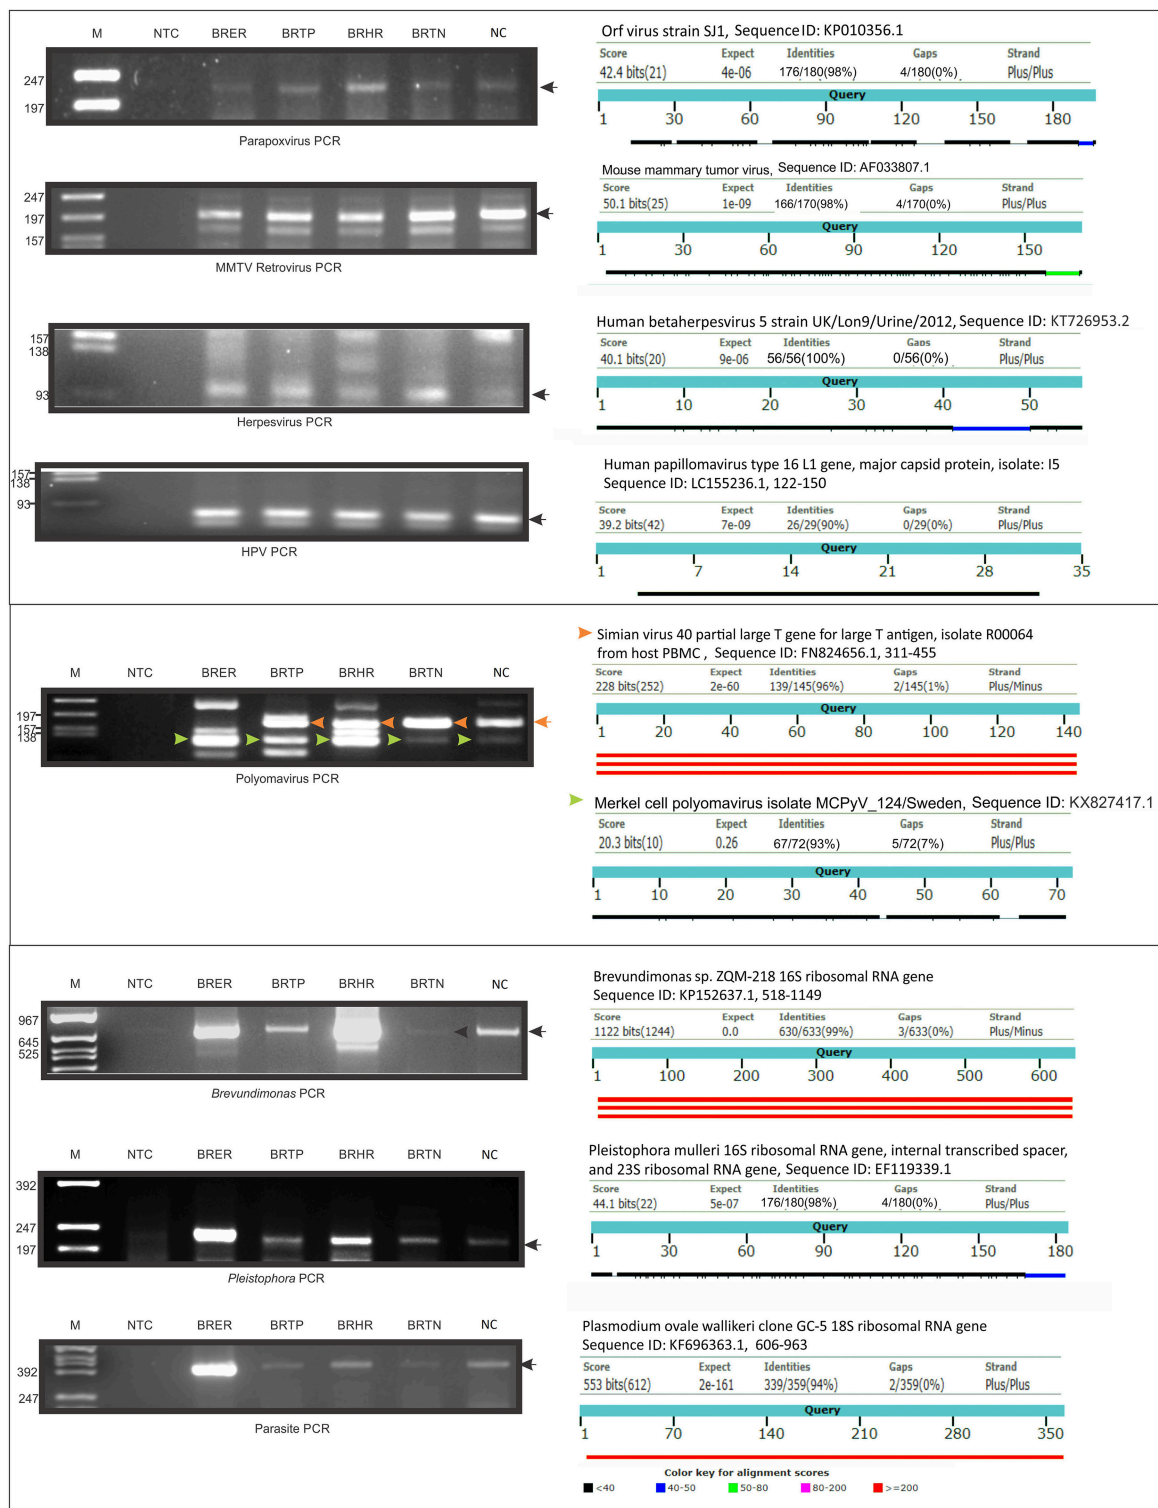 M NTC BRER BRTP BRHR BRTN NC
247
197
Parapoxvirus PCR
Orf virus strain SJ1, Sequence ID: KP010356.1
Score Expect Identities Gaps Strand
42.4 bits(21) 4e-06 176/180(98%) 4/180(0%) Plus/Plus
Query
1 30 60 90 120 150 180
247
197
157
MMTV Retrovirus PCR
Mouse mammary tumor virus, Sequence ID: AF033807.1
Score Expect Identities Gaps Strand
50.1 bits(25) 1e-09 166/170(98%) 4/170(0%) Plus/Plus
Query
1 30 60 90 120 150
157
138
93
Herpesvirus PCR
Human betaherpesvirus 5 strain UK/Lon9/Urine/2012, Sequence ID: KT726953.2
Score Expect Identities Gaps Strand
40.1 bits(20) 9e-06 56/56(100%) 0/56(0%) Plus/Plus
Query
1 10 20 30 40 50
157
138
93
HPV PCR
Human papillomavirus type 16 L1 gene, major capsid protein, isolate: I5
Sequence ID: LC155236.1, 122-150
Score Expect Identities Gaps Strand
39.2 bits(42) 7e-09 26/29(90%) 0/29(0%) Plus/Plus
Query
1 7 14 21 28 35
M NTC BRER BRTP BRHR BRTN NC
197
157
138
Polyomavirus PCR
Simian virus 40 partial large T gene for large T antigen, isolate R00064
from host PBMC , Sequence ID: FN824656.1, 311-455
Score Expect Identities Gaps Strand
228 bits(252) 2e-60 139/145(96%) 2/145(1%) Plus/Minus
Query
1 20 40 60 80 100 120 140
Merkel cell polyomavirus isolate MCPyV_124/Sweden, Sequence ID: KX827417.1
Score Expect Identities Gaps Strand
20.3 bits(10) 0.26 67/72(93%) 5/72(7%) Plus/Plus
Query
1 10 20 30 40 50 60 70
M NTC BRER BRTP BRHR BRTN NC
967
645
525
Brevundimonas PCR
Brevundimonas sp. ZQM-218 16S ribosomal RNA gene
Sequence ID: KP152637.1, 518-1149
Score Expect Identities Gaps Strand
1122 bits(1244) 0.0 630/633(99%) 3/633(0%) Plus/Minus
Query
1 100 200 300 400 500 600
M NTC BRER BRTP BRHR BRTN NC
392
247
197
Pleistophora PCR
Pleistophora mulleri 16S ribosomal RNA gene, internal transcribed spacer,
and 23S ribosomal RNA gene, Sequence ID: EF119339.1
Score Expect Identities Gaps Strand
44.1 bits(22) 5e-07 176/180(98%) 4/180(0%) Plus/Plus
Query
1 30 60 90 120 150 180
M NTC BRER BRTP BRHR BRTN NC
392
247
Parasite PCR
Plasmodium ovale wallikeri clone GC-5 18S ribosomal RNA gene
Sequence ID: KF696363.1, 606-963
Score Expect Identities Gaps Strand
553 bits(612) 2e-161 339/359(94%) 2/359(0%) Plus/Plus
Query
1 70 140 210 280 350
Color key for alignment scores
<40 40-50 50-80 80-200 >=200